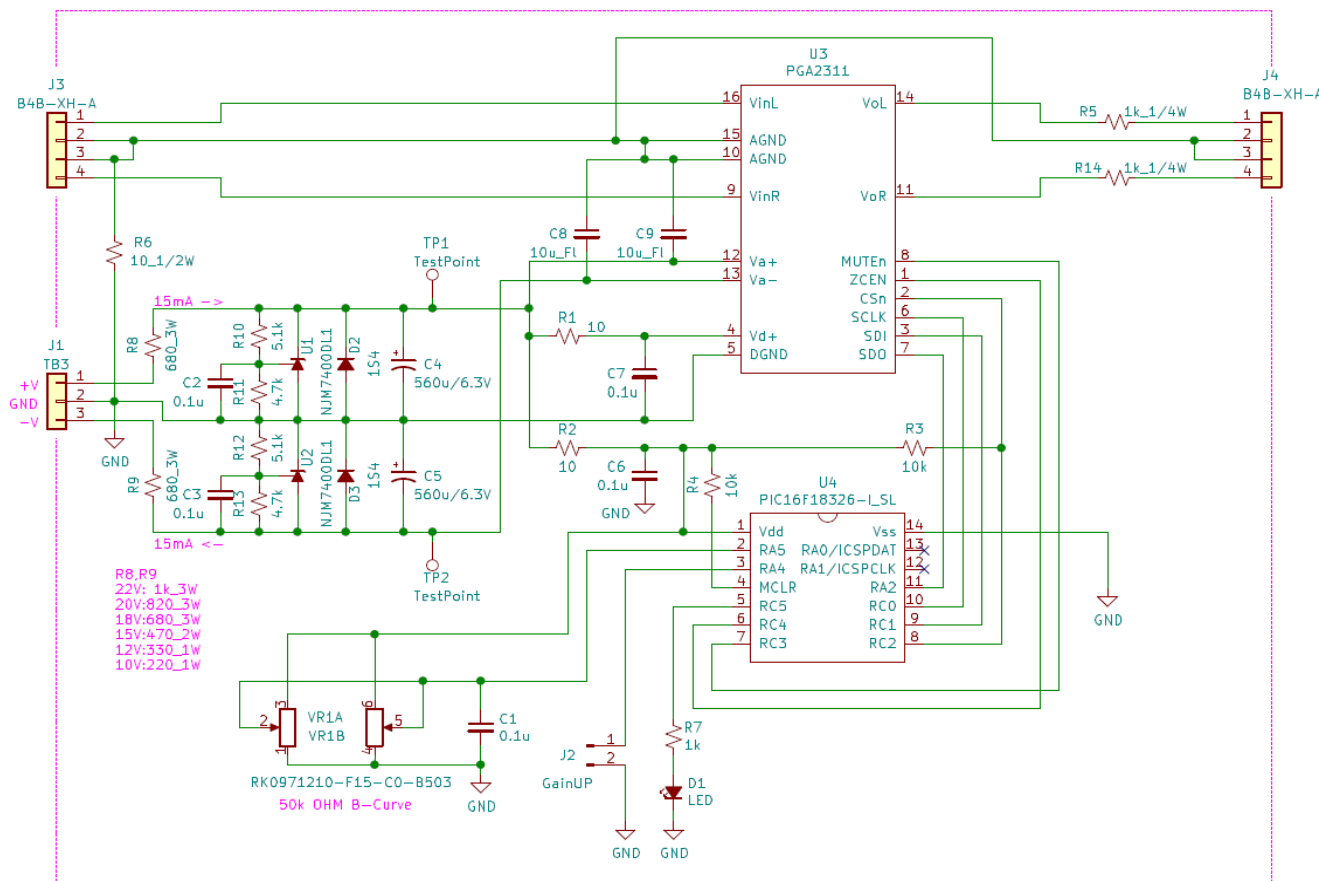 J3
B4B-XH-A
1
2
3
4
U3
PGA2311
16 VinL
15 AGND
10 AGND
9 VinR
12 Va+
13 Va-
4 Vd+
5 DGND
VoL 14
VoR 11
MUTEn 8
ZCEN 1
CSn 2
SCLK 6
SDI 3
SDO 7
J4
B4B-XH-A
1
2
3
4
R5 1k_1/4W
R14 1k_1/4W
R6
10_1/2W
C8
10u_Fl
C9
10u_Fl
TP1
TestPoint
15mA ->
R8
680_3W
R10
5.1k
U1
NJM7400DL1
D2
1S4
C4
560u/6.3V
R1 10
C7
0.1u
J1
TB3
+V 1
GND 2
-V 3
C2
0.1u
R11
4.7k
GND
R9
680_3W
R12
5.1k
U2
NJM7400DL1
D3
1S4
C5
560u/6.3V
C3
0.1u
R13
4.7k
15mA <-
TP2
TestPoint
R2
10
C6
0.1u
GND
R3
10k
R4
10k
U4
PIC16F18326-I_SL
1 Vdd
2 RA5
3 RA4
4 MCLR
5 RC5
6 RC4
7 RC3
Vss 14
RA0/ICSPDAT 13
RA1/ICSPCLK 12
RA2 11
RC0 10
RC1 9
RC2 8
GND
R8,R9
22V: 1k_3W
20V:820_3W
18V:680_3W
15V:470_2W
12V:330_1W
10V:220_1W
3
2
1
VR1A
VR1B
6
5
4
C1
0.1u
RK0971210-F15-C0-B503
50k OHM B-Curve
GND
J2
1
2
GainUP
GND
R7
1k
D1
LED
GND